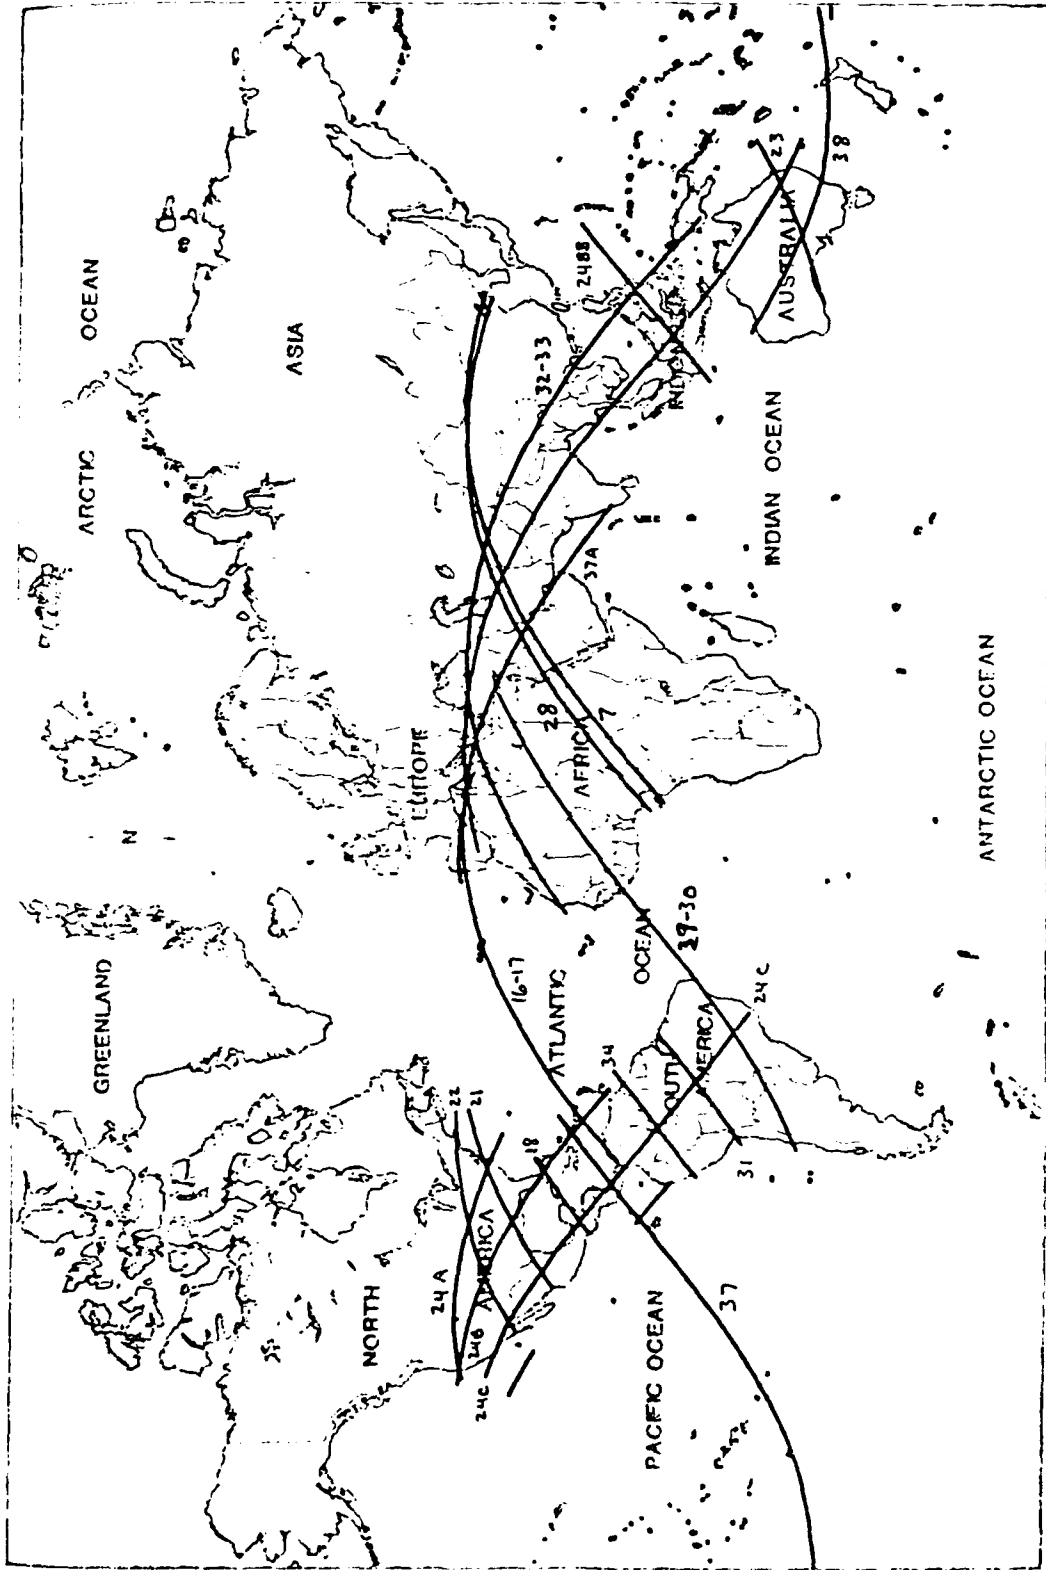 ARCTIC OCEAN
GREENLAND
N
ASIA
EUROPE
NORTH AMERICA
24A
22
21
24B
24C
18
16-17
ATLANTIC OCEAN
34
28
7
AFRICA
37A
32-33
24BB
23
38
AUSTRALIA
INDIAN OCEAN
29-30
24C
SOUTH AMERICA
31
37
PACIFIC OCEAN
ANTARCTIC OCEAN